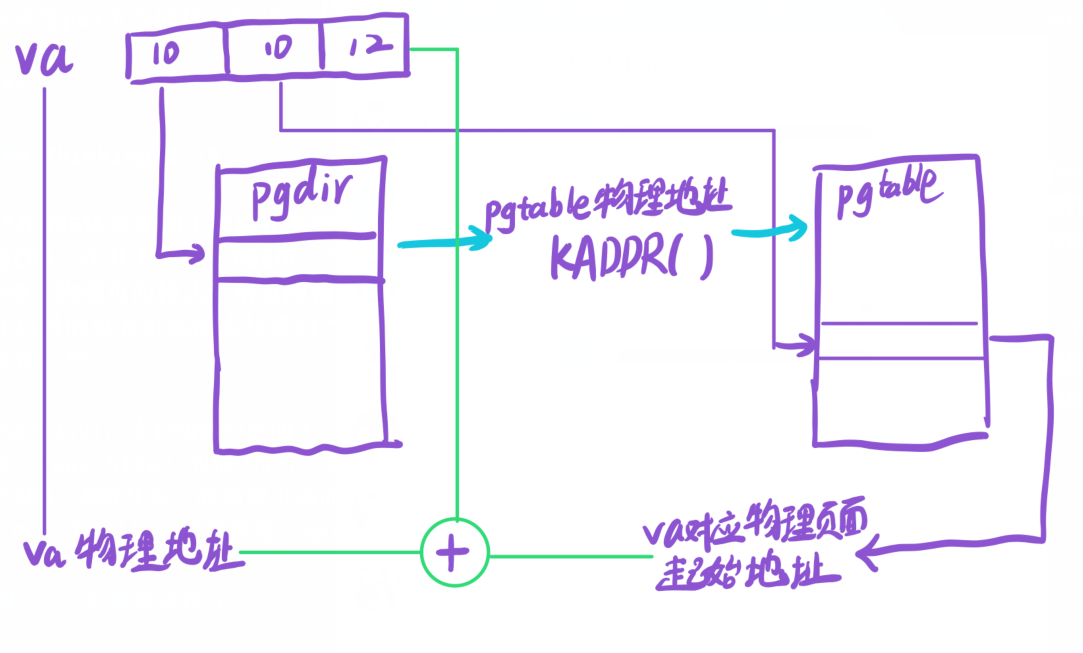 va
10 10 12
pgdir
pgtable物理地址
KADDR()
pgtable
va对应物理页面
起始地址
va物理地址
+